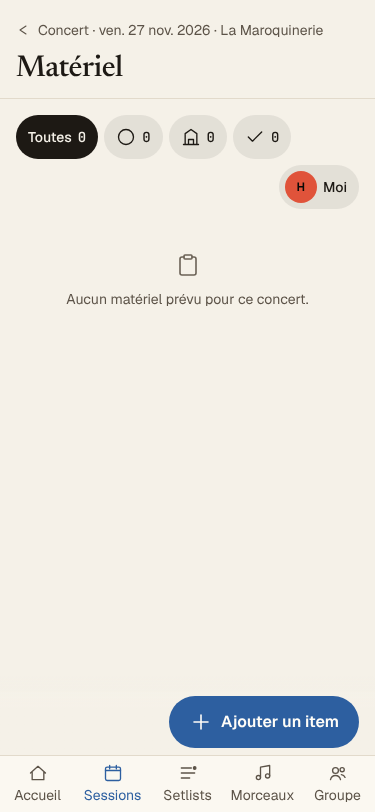 Concert · ven. 27 nov. 2026 · La Maroquinerie
Matériel
Toutes 0 0 0 0
H Moi
Aucun matériel prévu pour ce concert.
Ajouter un item
Accueil Sessions Setlists Morceaux Groupe